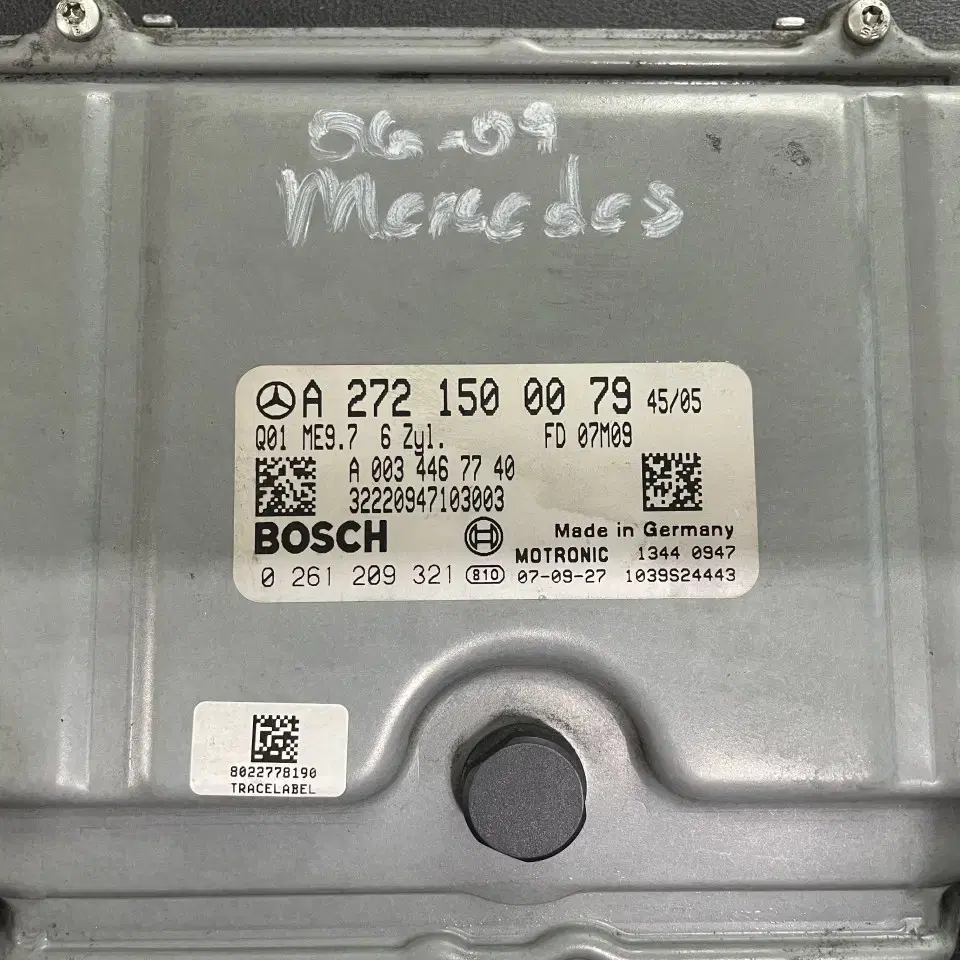 06-09
Mercedes
A 272 150 00 79 45/05
Q01 ME9.7 6 Zyl. FD 07M09
A 003 446 77 40
32220947103003
BOSCH Made in Germany
MOTRONIC 1344 0947
0 261 209 321 810 07-09-27 1039S24443
8022778190
TRACELABEL